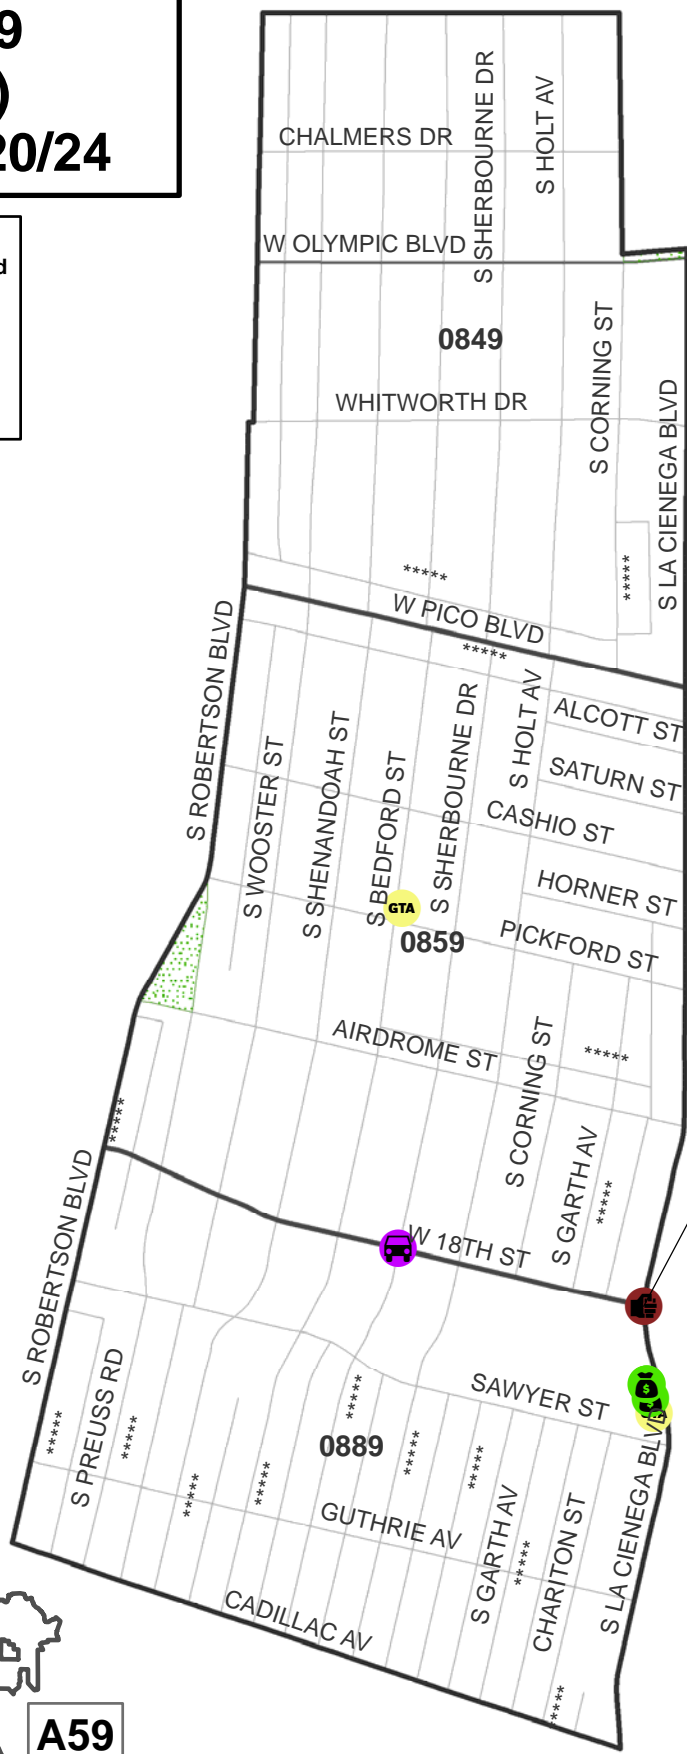 9
)
20/24
d
CHALMERS DR
S SHERBOURNE DR
S HOLT AV
W OLYMPIC BLVD
0849
S CORNING ST
WHITWORTH DR
S LA CIENEGA BLVD
*****
*****
W PICO BLVD
*****
S ROBERTSON BLVD
S WOOSTER ST
S SHENANDOAH ST
S BEDFORD ST
S SHERBOURNE DR
S HOLT AV
ALCOTT ST
SATURN ST
CASHIO ST
HORNER ST
GTA
0859
PICKFORD ST
AIRDROME ST
S CORNING ST
*****
*****
S GARTH AV
*****
S ROBERTSON BLVD
W 18TH ST
$
SAWYER ST
S PREUSS RD
*****
*****
*****
*****
*****
0889
*****
*****
GUTHRIE AV
S GARTH AV
*****
CHARITON ST
S LA CIENEGA BLVD
CADILLAC AV
*****
A59